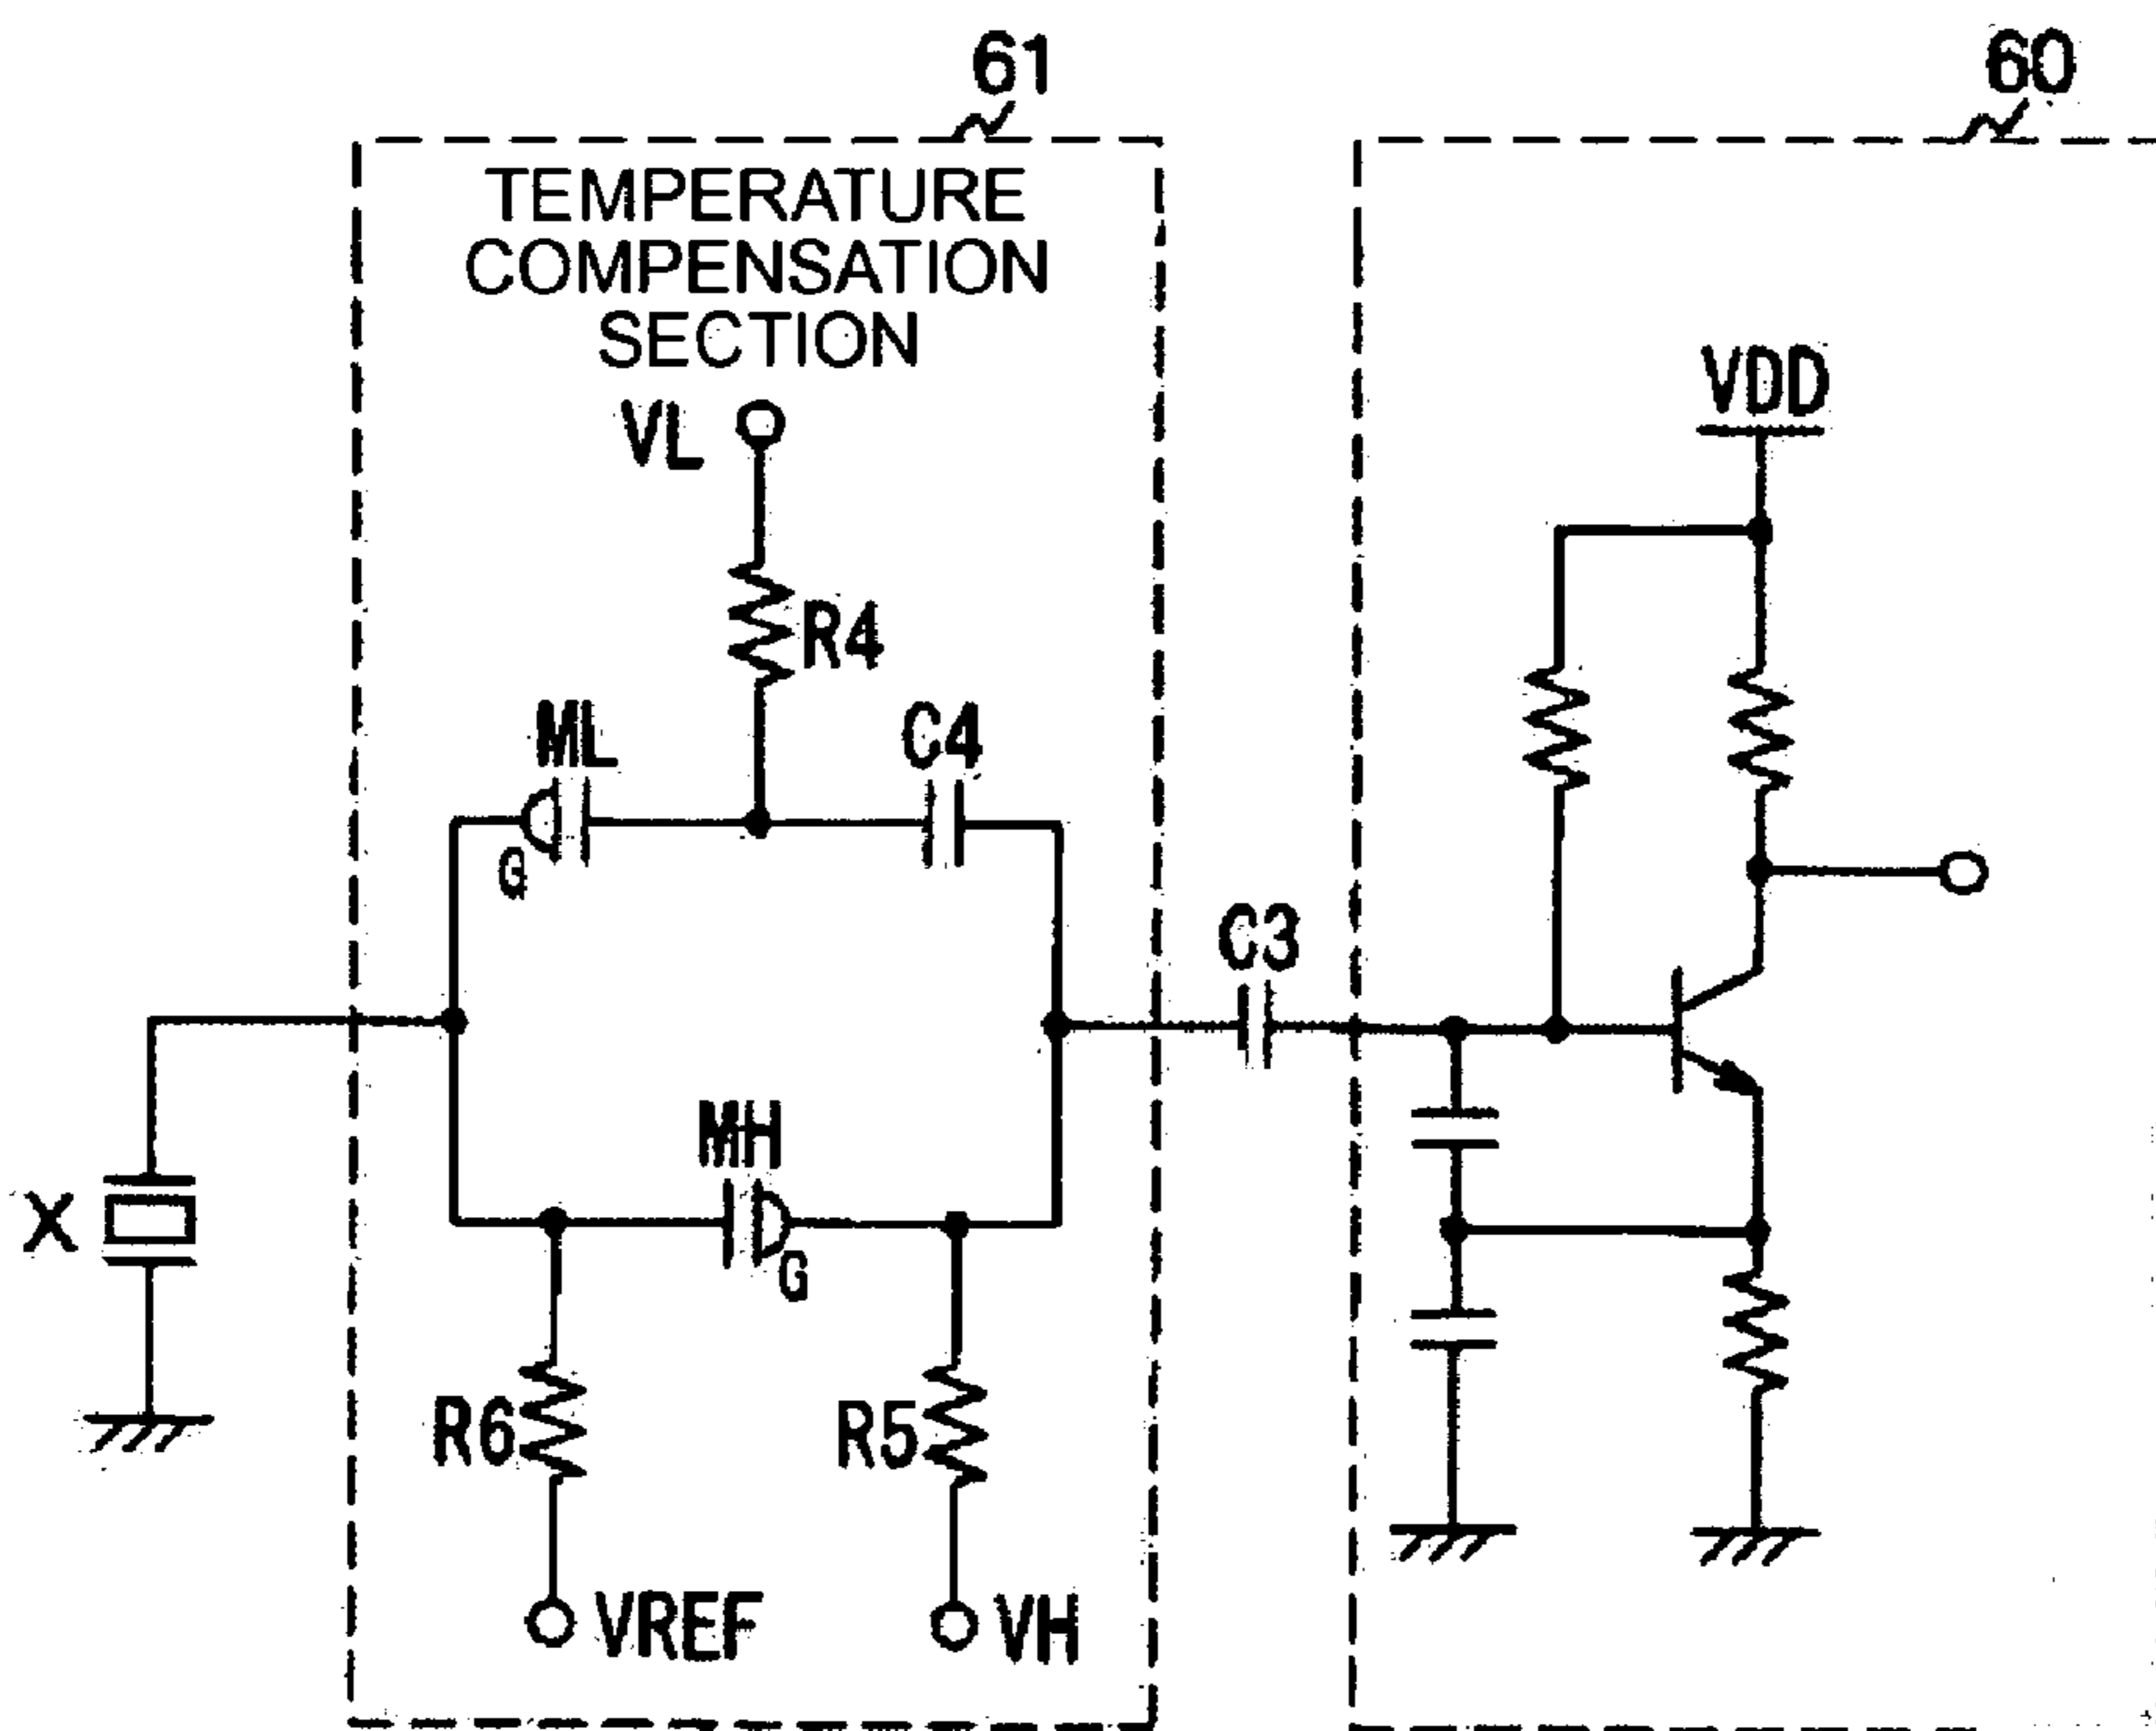 61
60
TEMPERATURE
COMPENSATION
SECTION
VL
VDD
R4
ML
C4
G
C3
MH
G
X
R6
R5
VREF
VH